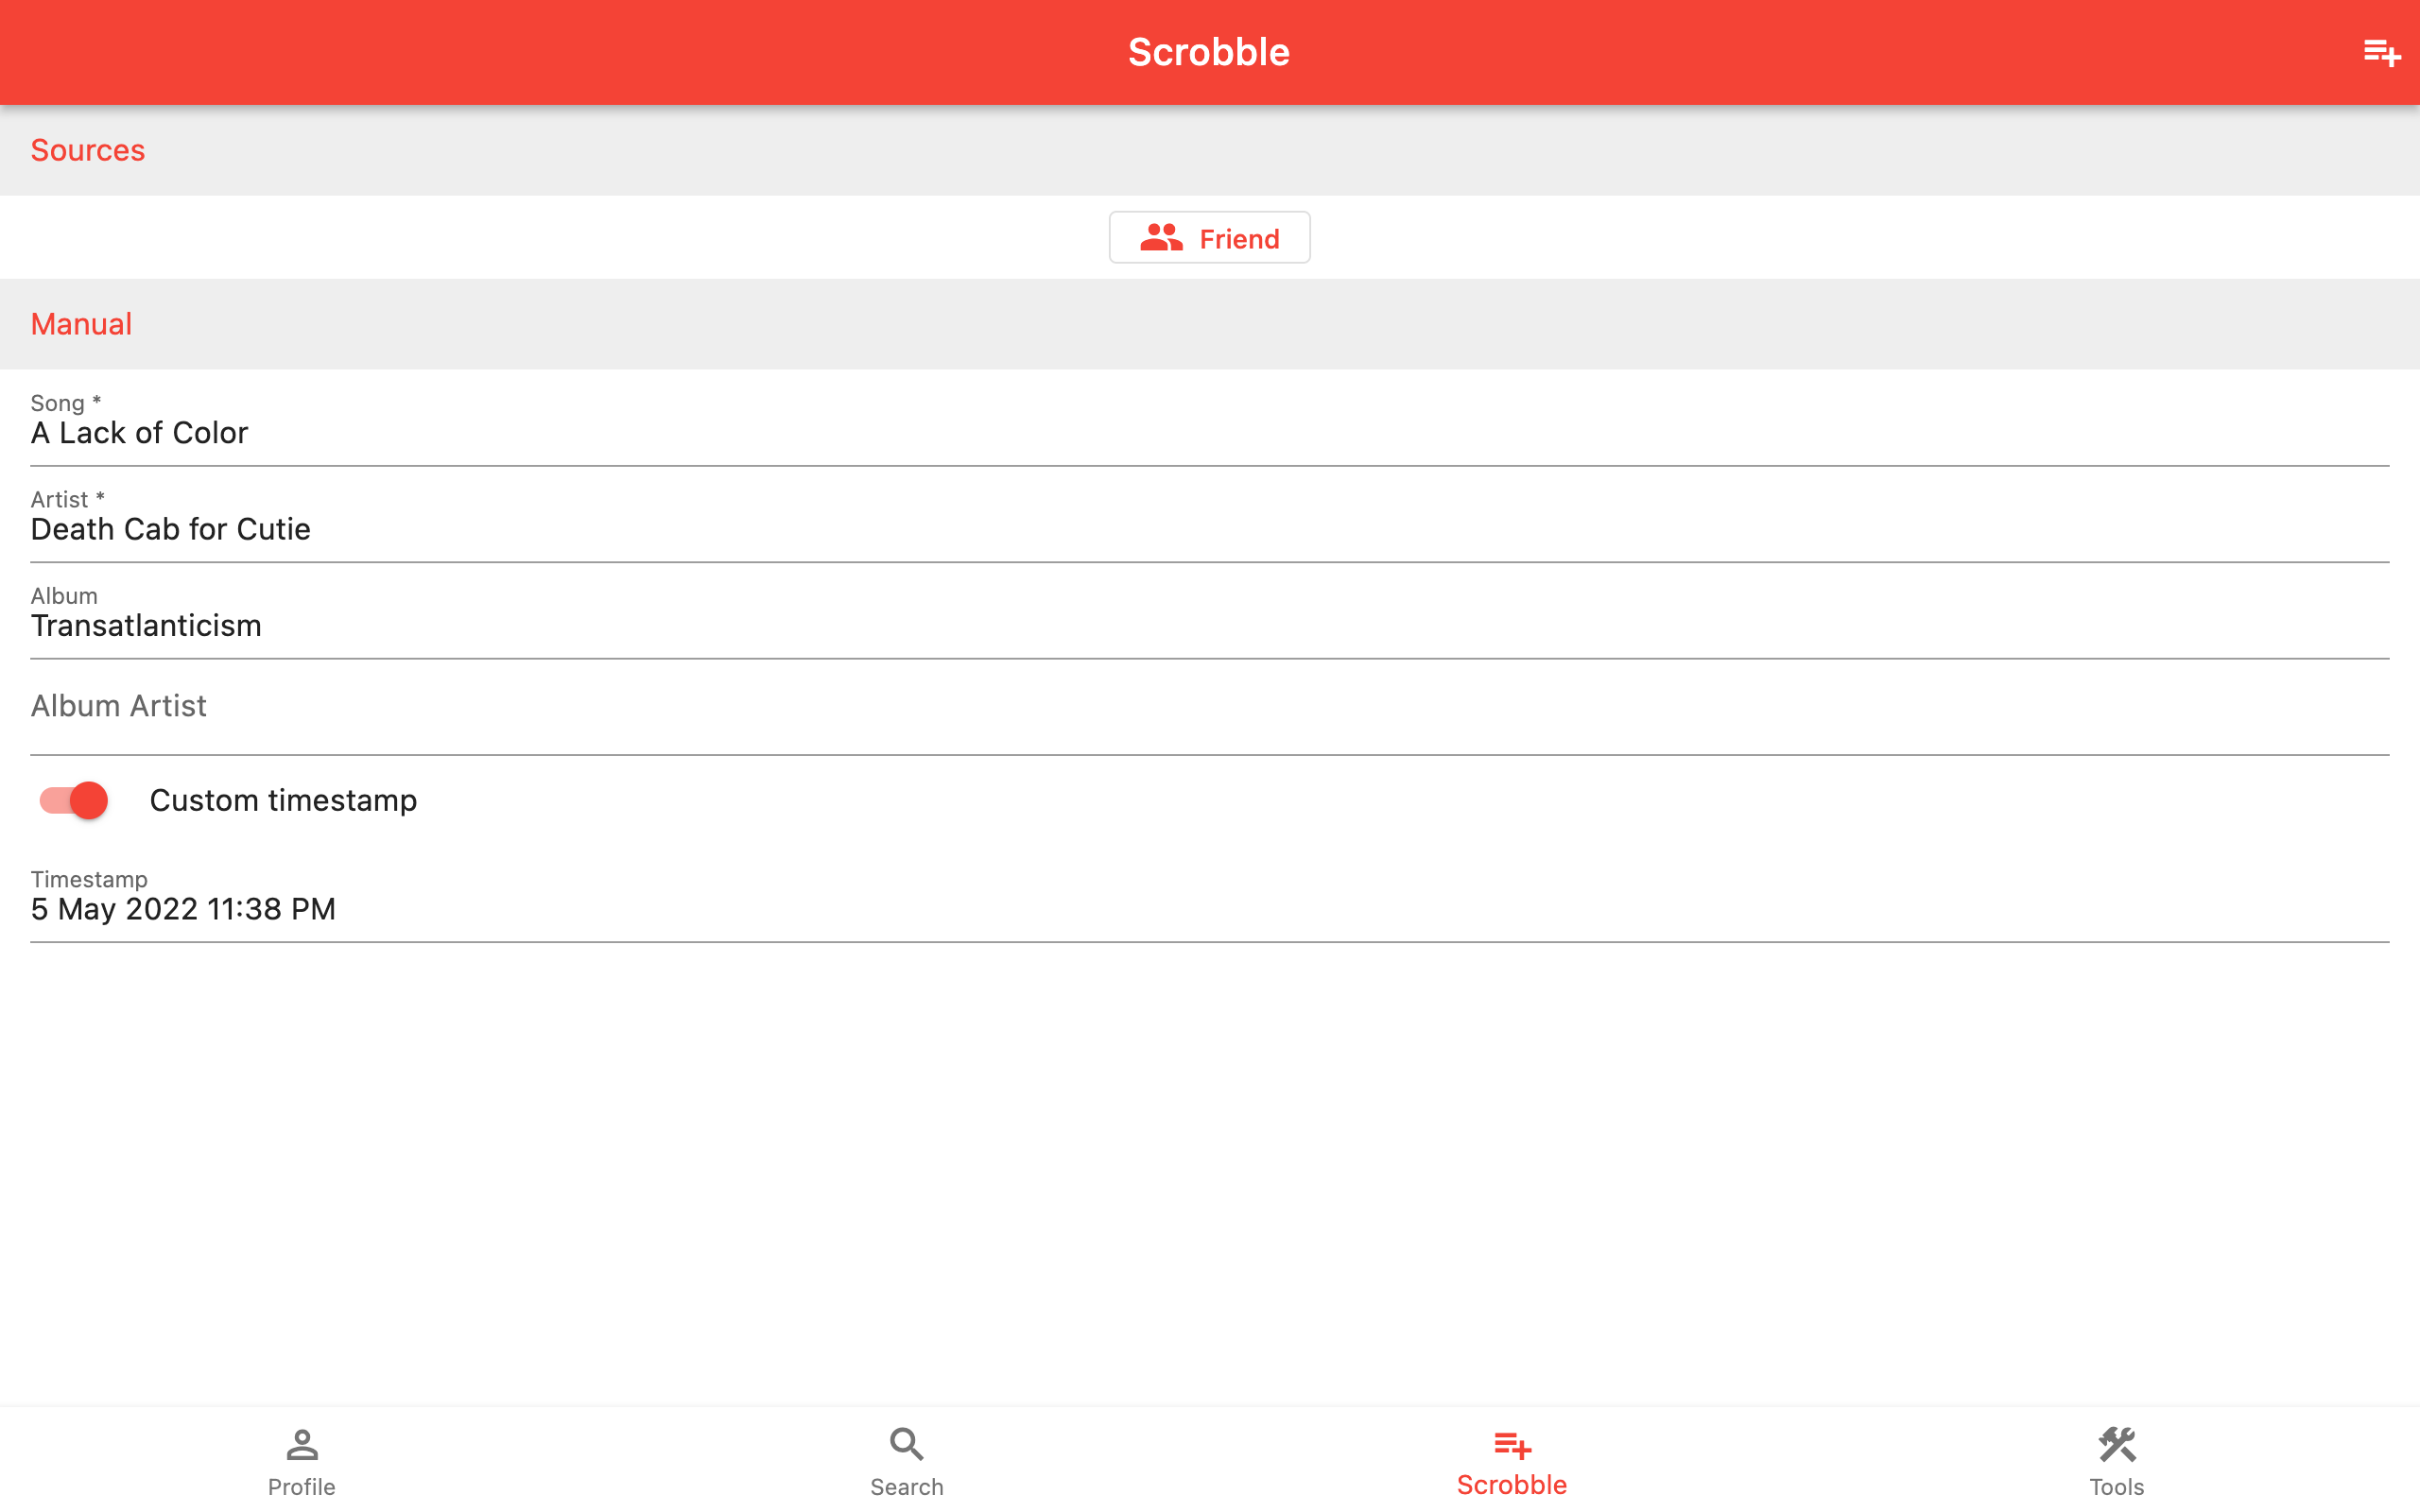 Scrobble
Sources
Friend
Manual
Song *
A Lack of Color
Artist *
Death Cab for Cutie
Album
Transatlanticism
Album Artist
Custom timestamp
Timestamp
5 May 2022 11:38 PM
Profile
Search
Scrobble
Tools